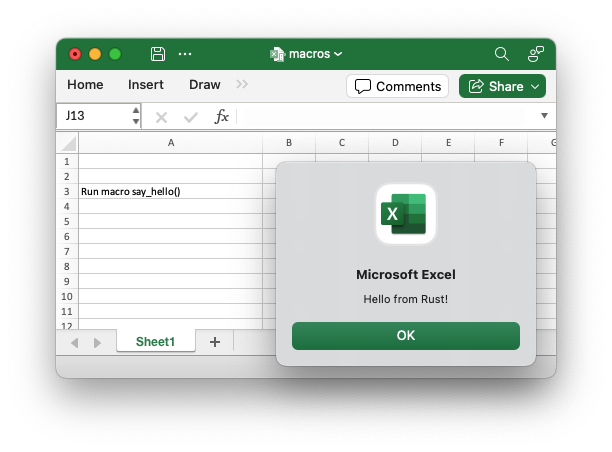 macros
Home Insert Draw Comments Share
J13 fx
A B C D E F G
1
2
3 Run macro say_hello()
4
5
6
7
8
9
10
11
12
X
Microsoft Excel
Hello from Rust!
OK
Sheet1 +